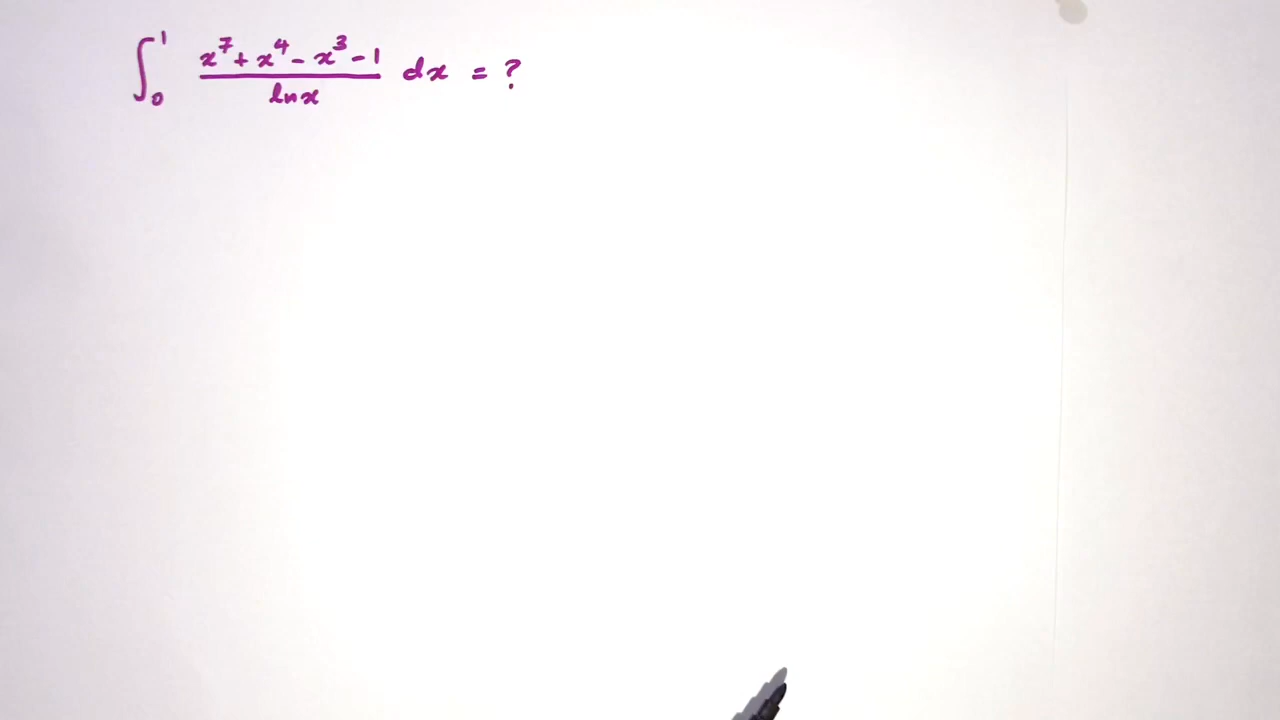 ∫₀¹ (x⁷ + x⁴ − x³ − 1)/(ln x) dx = ?